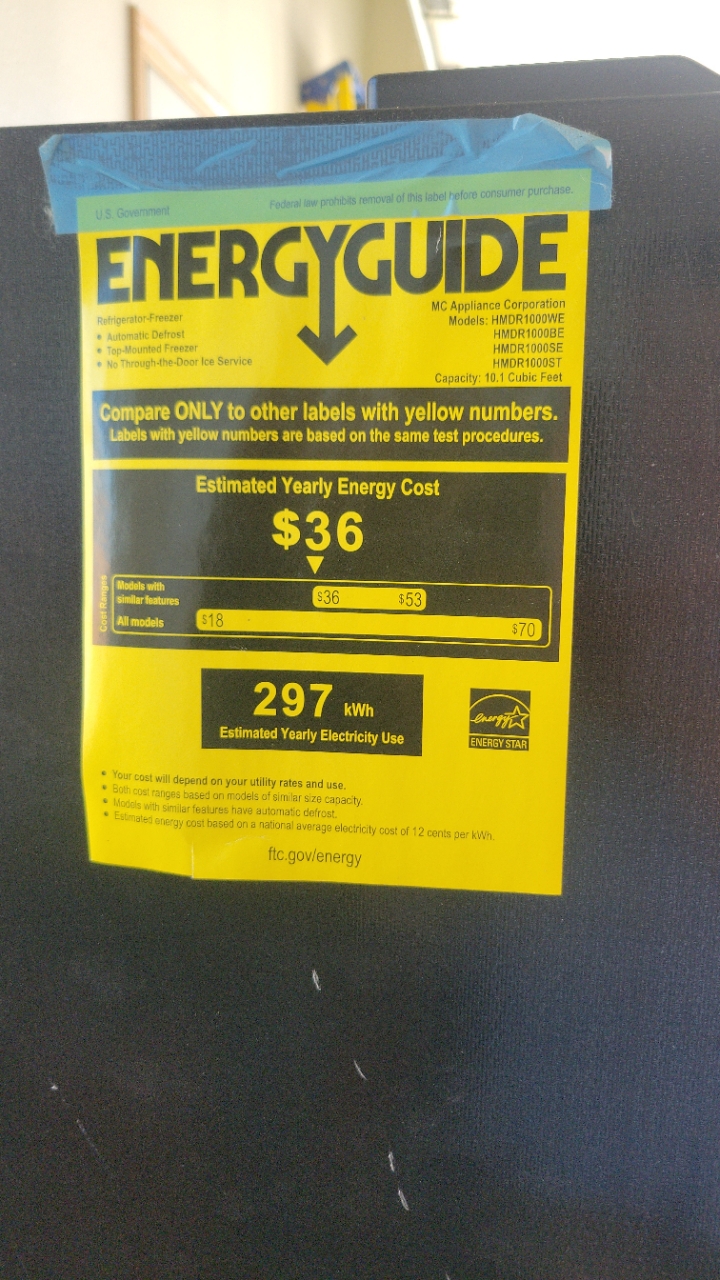 U.S. Government
Federal law prohibits removal of this label before consumer purchase.
ENERGYGUIDE
Refrigerator-Freezer
• Automatic Defrost
• Top-Mounted Freezer
• No Through-the-Door Ice Service
MC Appliance Corporation
Models: HMDR1000WE
HMDR1000BE
HMDR1000SE
HMDR1000ST
Capacity: 10.1 Cubic Feet
Compare ONLY to other labels with yellow numbers.
Labels with yellow numbers are based on the same test procedures.
Estimated Yearly Energy Cost
$36
Cost Ranges
Models with
similar features
$36 $53
All models
$18 $70
297 kWh
Estimated Yearly Electricity Use
energy
ENERGY STAR
• Your cost will depend on your utility rates and use.
• Both cost ranges based on models of similar size capacity.
• Models with similar features have automatic defrost.
• Estimated energy cost based on a national average electricity cost of 12 cents per kWh.
ftc.gov/energy